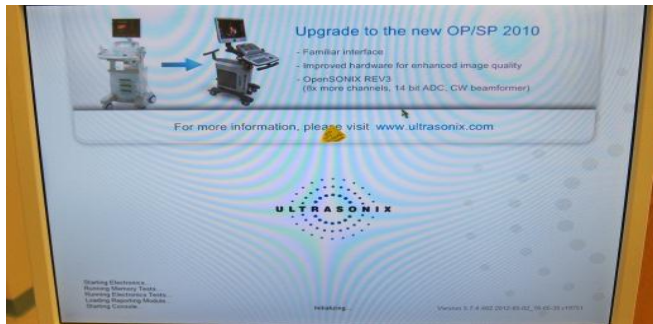 Upgrade to the new OP/SP 2010
- Familiar interface
- Improved hardware for enhanced image quality
- OpenSONIX REV3
(8x more channels, 14 bit ADC, CW beamformer)
For more information, please visit www.ultrasonix.com
ULTRASONIX
Starting Electronics...
Running Memory Tests...
Running Electronics Tests...
Loading Reporting Module...
Starting Console...
Initializing...
Version